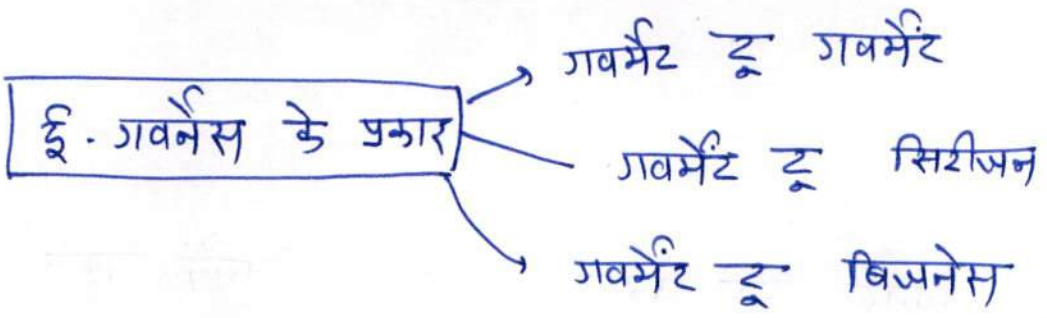 गवर्मैंट टू गवर्मैंट
ई. गवर्नैस के प्रकार
गवर्मैंट टू सिटीजन
गवर्मैंट टू बिजनेस